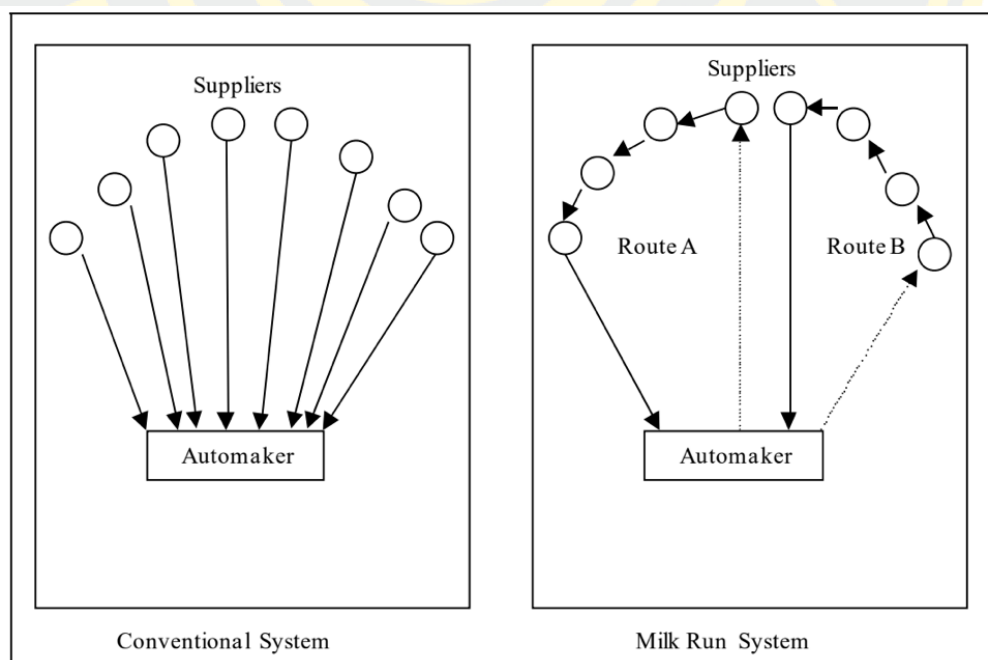 Suppliers
Automaker
Conventional System
Suppliers
Route A
Route B
Automaker
Milk Run System